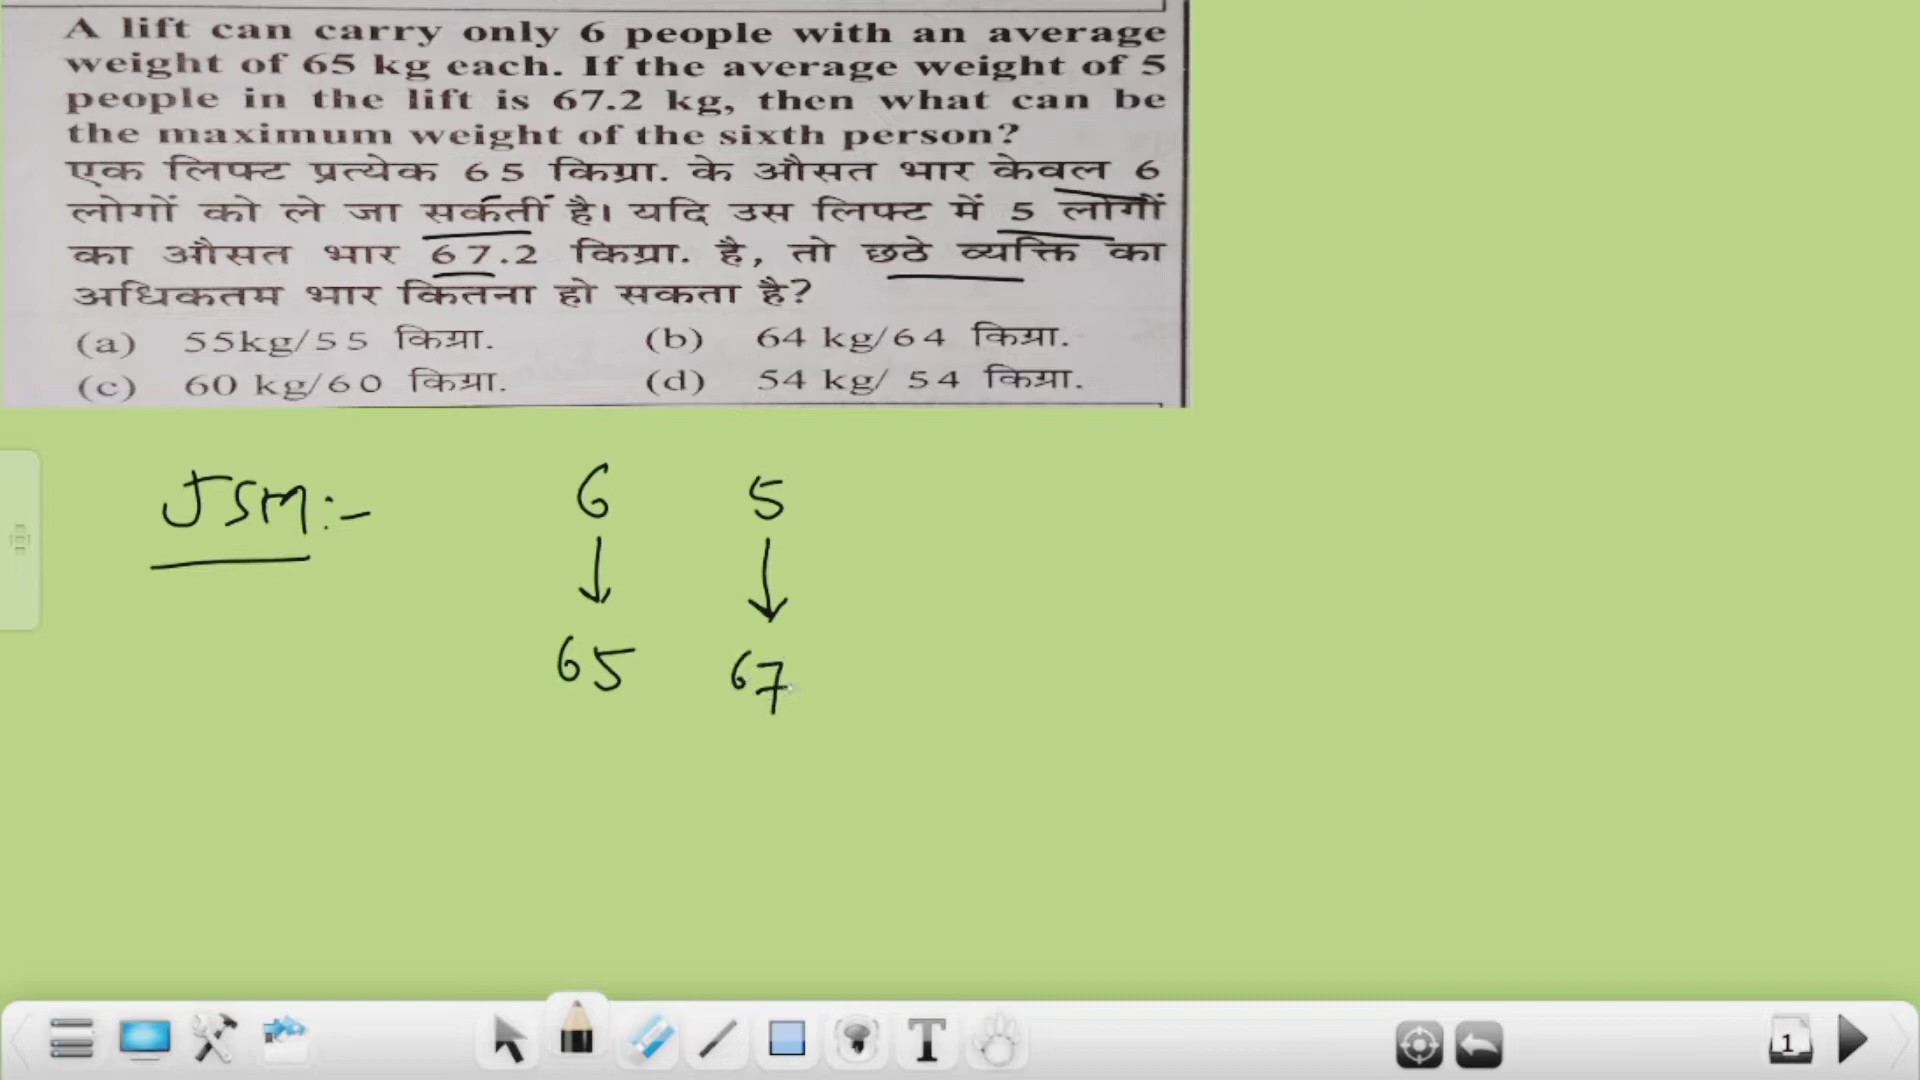 A lift can carry only 6 people with an average
weight of 65 kg each. If the average weight of 5
people in the lift is 67.2 kg, then what can be
the maximum weight of the sixth person?
एक लिफ्ट प्रत्येक 65 किग्रा. के औसत भार केवल 6
लोगों को ले जा सकतीं है। यदि उस लिफ्ट में 5 लोगों
का औसत भार 67.2 किग्रा. है, तो छठे व्यक्ति का
अधिकतम भार कितना हो सकता है?
(a) 55kg/55 किग्रा. (b) 64 kg/64 किग्रा.
(c) 60 kg/60 किग्रा. (d) 54 kg/ 54 किग्रा.
JSM:- 6 5
65 67
T 1